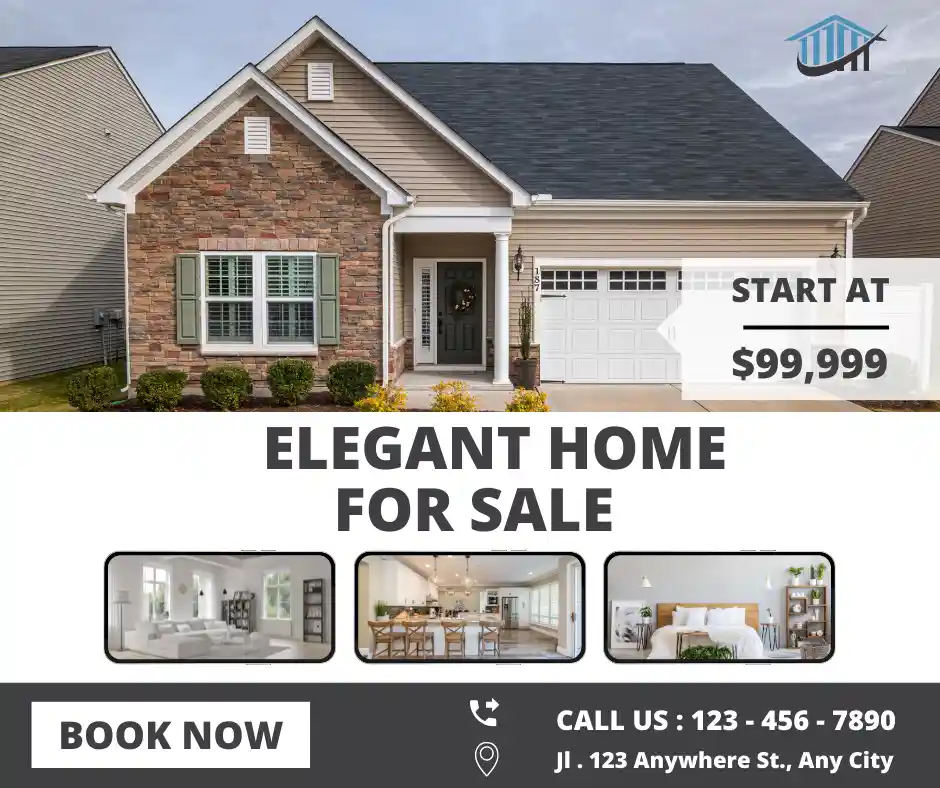 187
START AT
$99,999
ELEGANT HOME
FOR SALE
BOOK NOW
CALL US : 123 - 456 - 7890
Jl . 123 Anywhere St., Any City